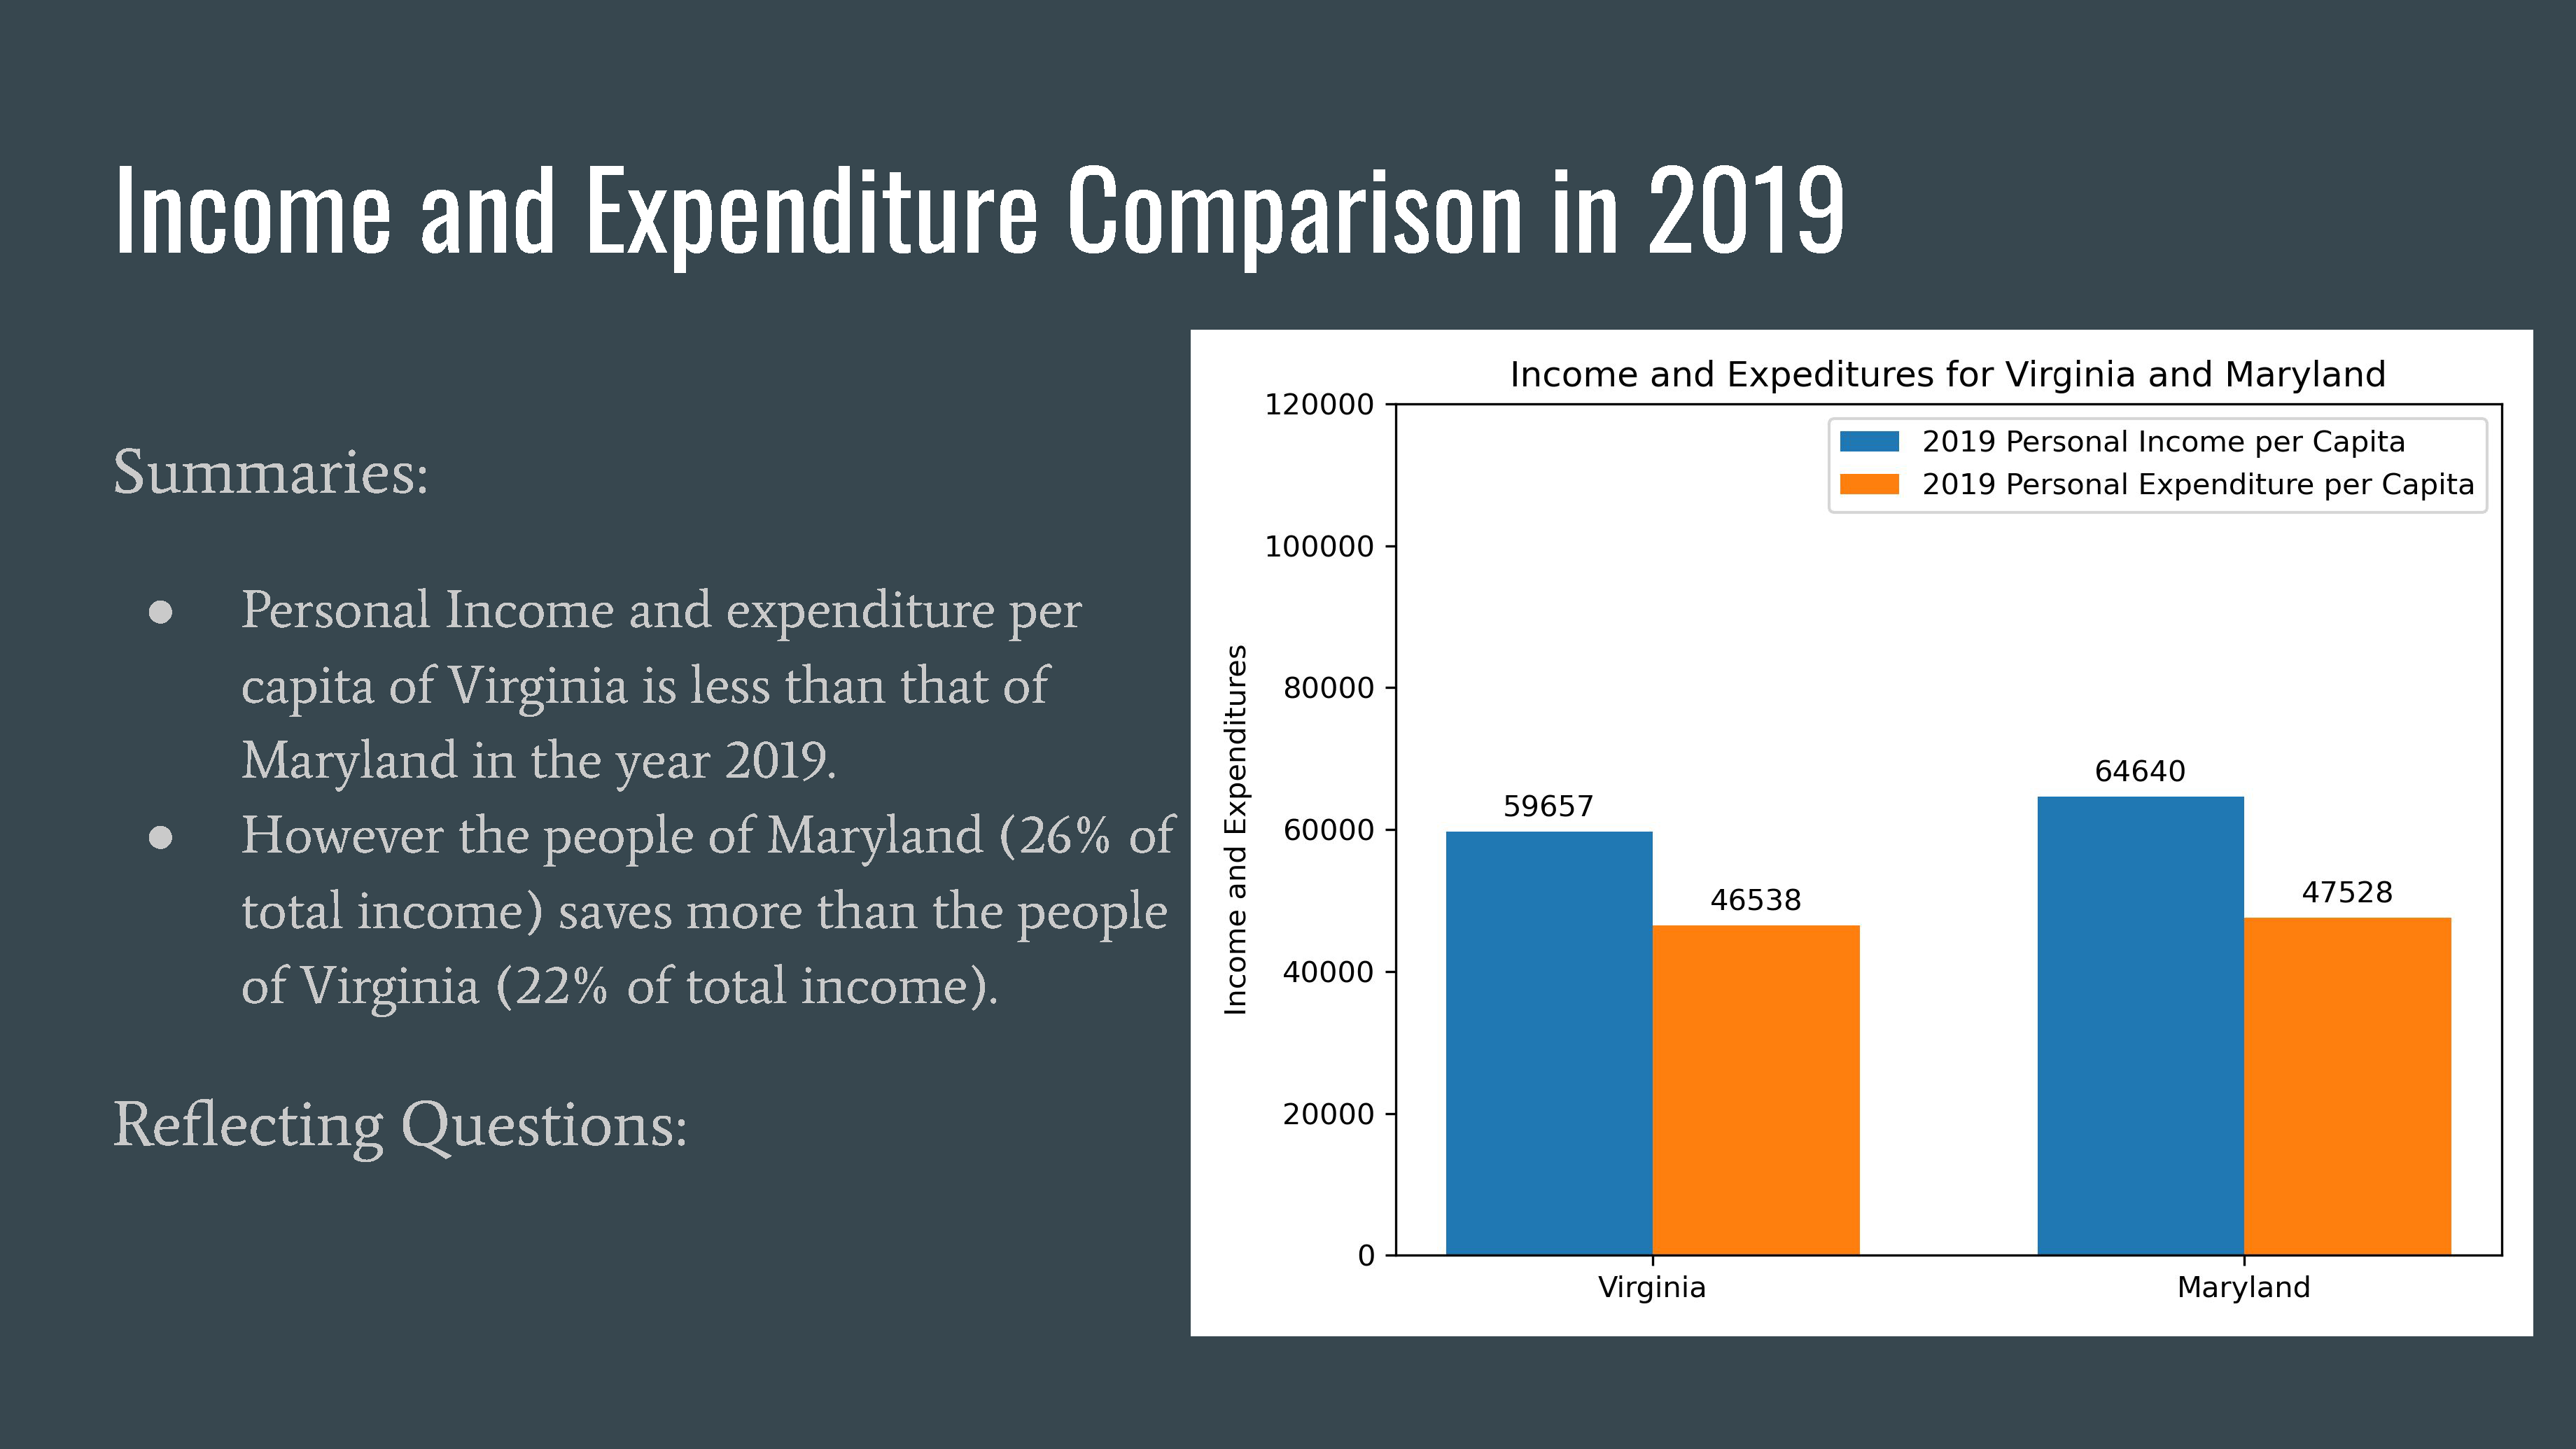 Income and Expenditure Comparison in 2019
Summaries:
● Personal Income and expenditure per
capita of Virginia is less than that of
Maryland in the year 2019.
● However the people of Maryland (26% of
total income) saves more than the people
of Virginia (22% of total income).
Reflecting Questions:
Income and Expeditures for Virginia and Maryland
2019 Personal Income per Capita
2019 Personal Expenditure per Capita
Income and Expenditures
120000
100000
80000
60000
40000
20000
0
59657
46538
64640
47528
Virginia
Maryland